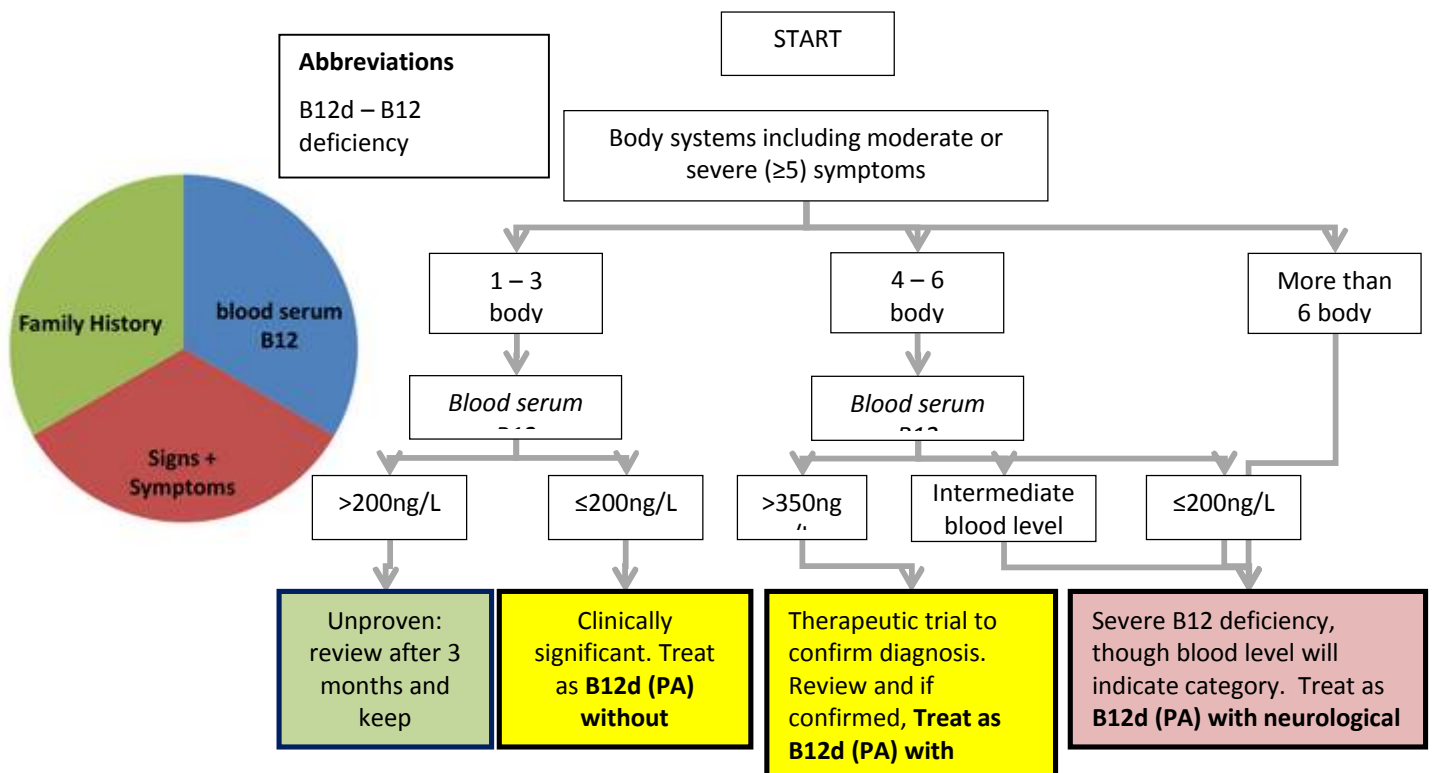 START
Abbreviations
B12d – B12
deficiency
Body systems including moderate or
severe (≥5) symptoms
Family History
blood serum
B12
Signs +
Symptoms
1 – 3
body
4 – 6
body
More than
6 body
Blood serum
B12
Blood serum
B12
>200ng/L
≤200ng/L
>350ng
/L
Intermediate
blood level
≤200ng/L
Unproven:
review after 3
months and
keep
Clinically
significant. Treat
as B12d (PA)
without
Therapeutic trial to
confirm diagnosis.
Review and if
confirmed, Treat as
B12d (PA) with
Severe B12 deficiency,
though blood level will
indicate category.  Treat as
B12d (PA) with neurological